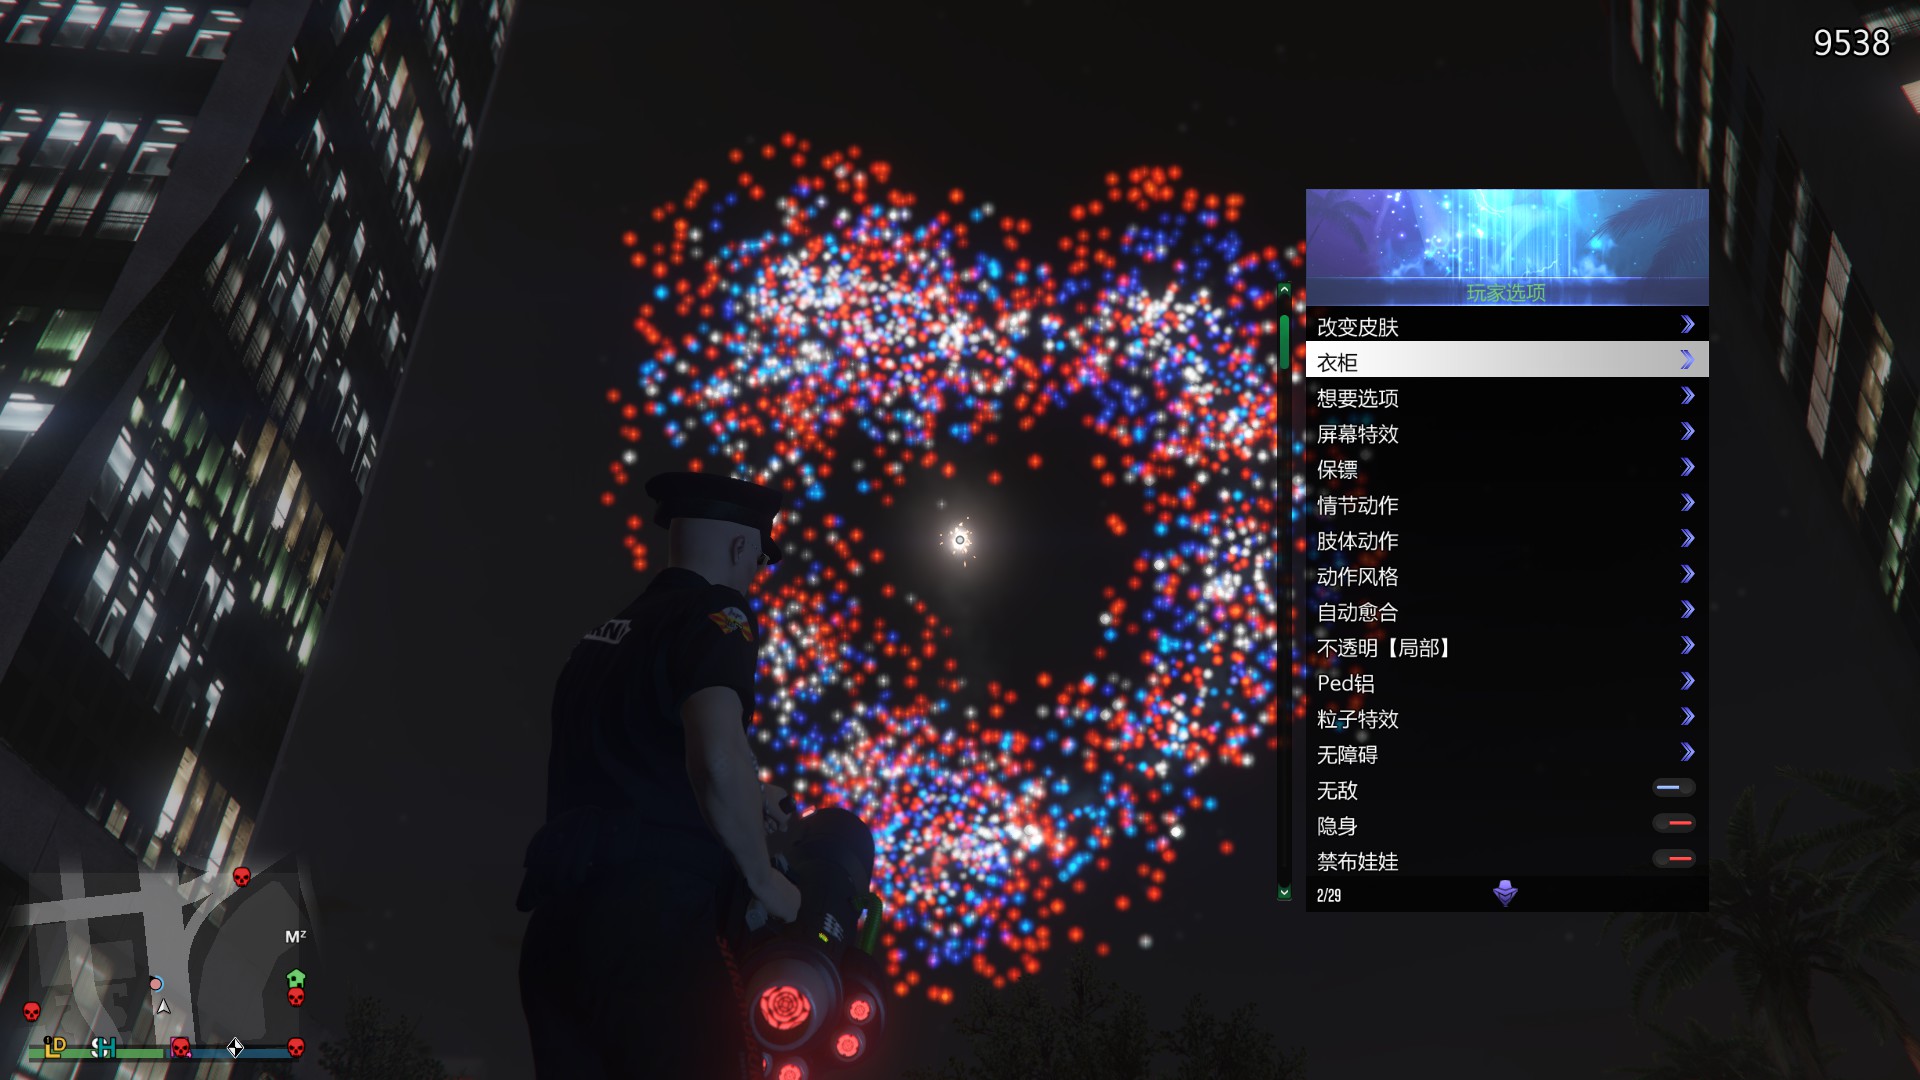 9538
玩家选项
改变皮肤
衣柜
想要选项
屏幕特效
保镖
情节动作
肢体动作
动作风格
自动愈合
不透明【局部】
Ped铝
粒子特效
无障碍
无敌
隐身
禁布娃娃
2/29
Mz
LD
SH